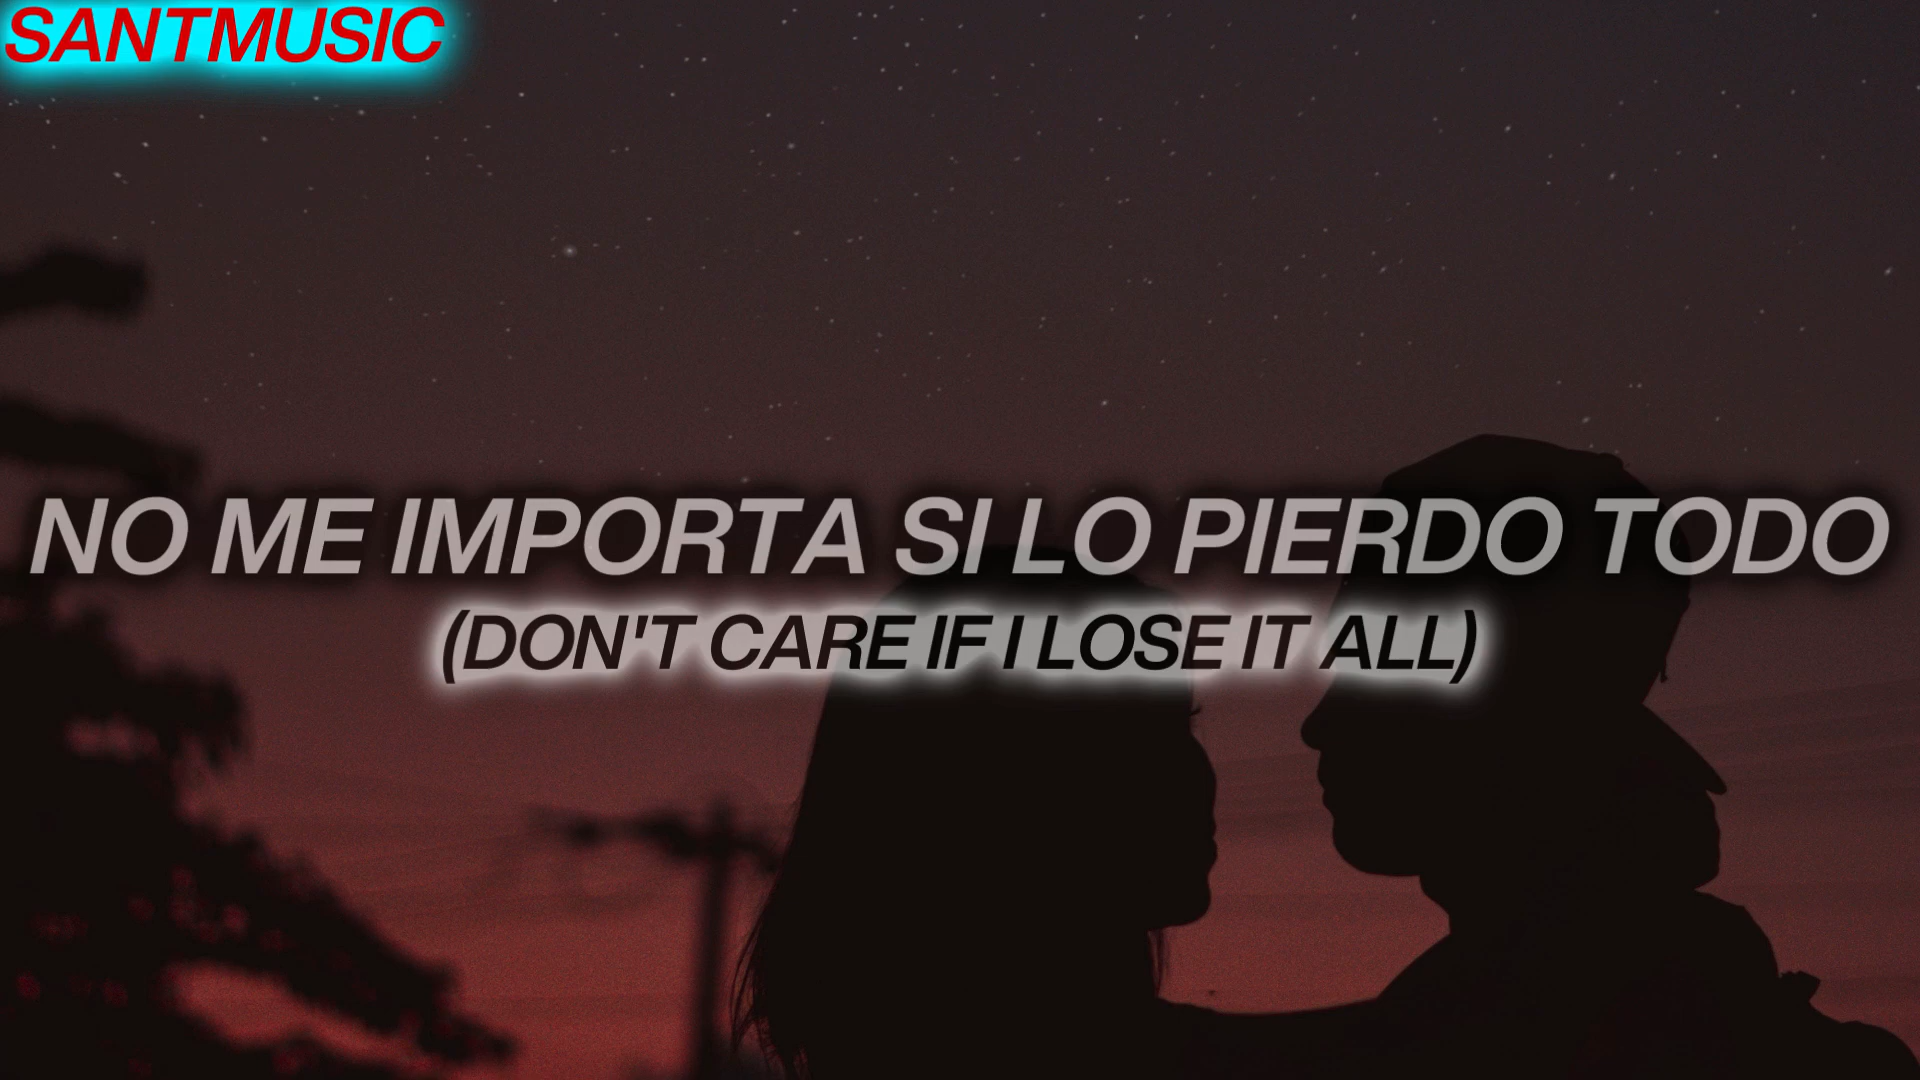 SANTMUSIC
NO ME IMPORTA SI LO PIERDO TODO
(DON'T CARE IF I LOSE IT ALL)